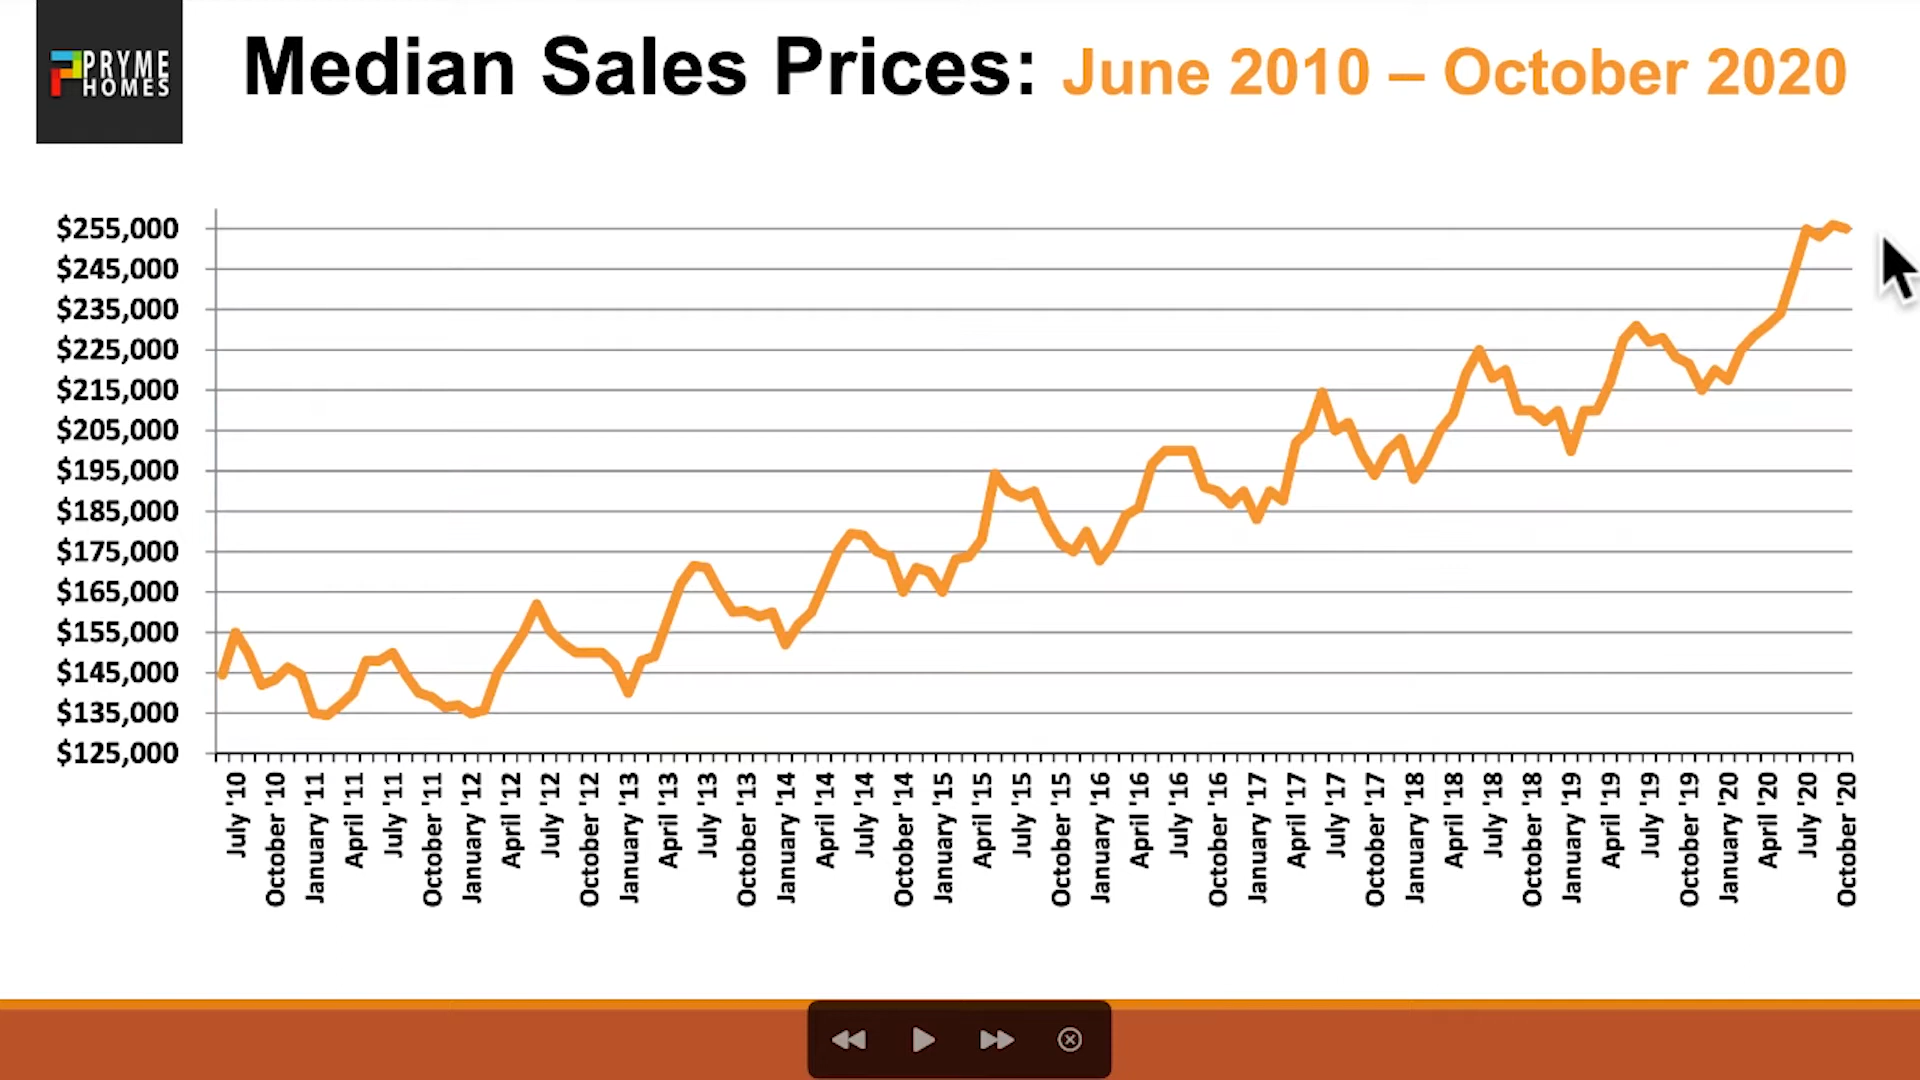 PRYME
HOMES
Median Sales Prices: June 2010 – October 2020
$255,000
$245,000
$235,000
$225,000
$215,000
$205,000
$195,000
$185,000
$175,000
$165,000
$155,000
$145,000
$135,000
$125,000
July '10
October '10
January '11
April '11
July '11
October '11
January '12
April '12
July '12
October '12
January '13
April '13
July '13
October '13
January '14
April '14
July '14
October '14
January '15
April '15
July '15
October '15
January '16
April '16
July '16
October '16
January '17
April '17
July '17
October '17
January '18
April '18
July '18
October '18
January '19
April '19
July '19
October '19
January '20
April '20
July '20
October '20